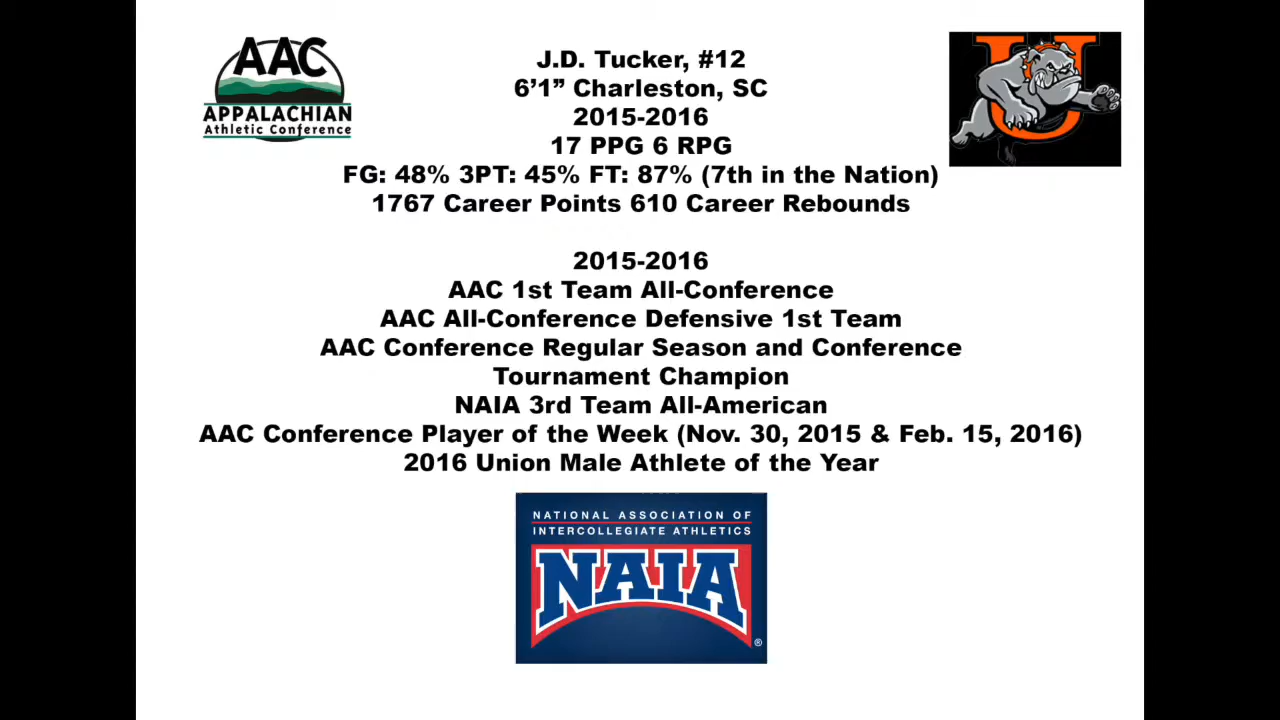 AAC
APPALACHIAN
Athletic Conference
J.D. Tucker, #12
6’1” Charleston, SC
2015-2016
17 PPG 6 RPG
FG: 48% 3PT: 45% FT: 87% (7th in the Nation)
1767 Career Points 610 Career Rebounds
U
2015-2016
AAC 1st Team All-Conference
AAC All-Conference Defensive 1st Team
AAC Conference Regular Season and Conference
Tournament Champion
NAIA 3rd Team All-American
AAC Conference Player of the Week (Nov. 30, 2015 & Feb. 15, 2016)
2016 Union Male Athlete of the Year
NATIONAL ASSOCIATION OF
INTERCOLLEGIATE ATHLETICS
NAIA®